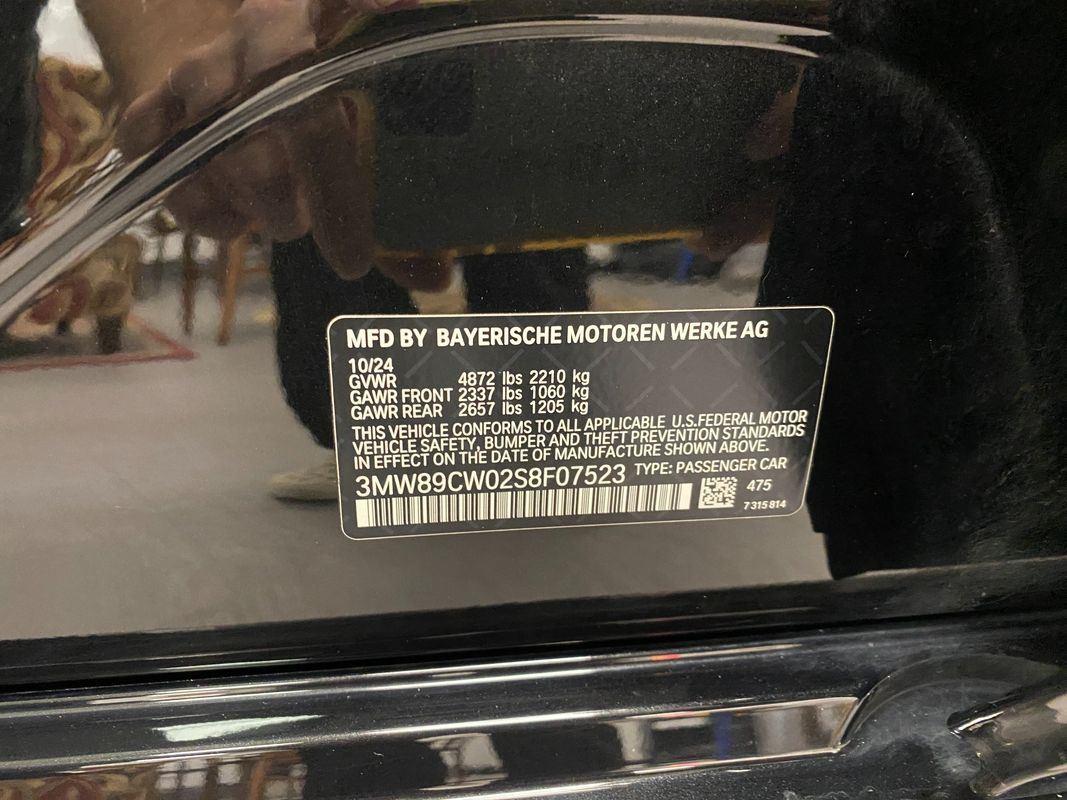 MFD BY BAYERISCHE MOTOREN WERKE AG
10/24
GVWR 4872 lbs 2210 kg
GAWR FRONT 2337 lbs 1060 kg
GAWR REAR 2657 lbs 1205 kg
THIS VEHICLE CONFORMS TO ALL APPLICABLE U.S.FEDERAL MOTOR
VEHICLE SAFETY, BUMPER AND THEFT PREVENTION STANDARDS
IN EFFECT ON THE DATE OF MANUFACTURE SHOWN ABOVE.
3MW89CW02S8F07523 TYPE: PASSENGER CAR
475
7315814